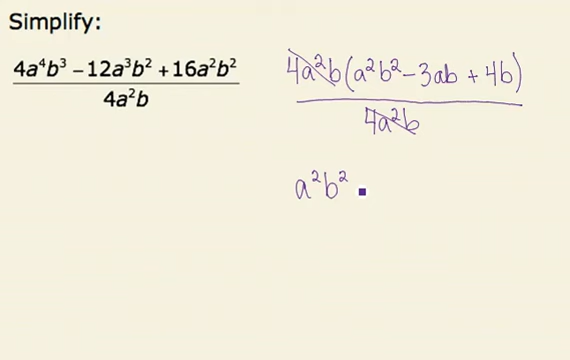 Simplify:
4a⁴b³ – 12a³b² + 16a²b²
4a²b
4a²b(a²b² - 3ab + 4b)
4a²b
a²b²